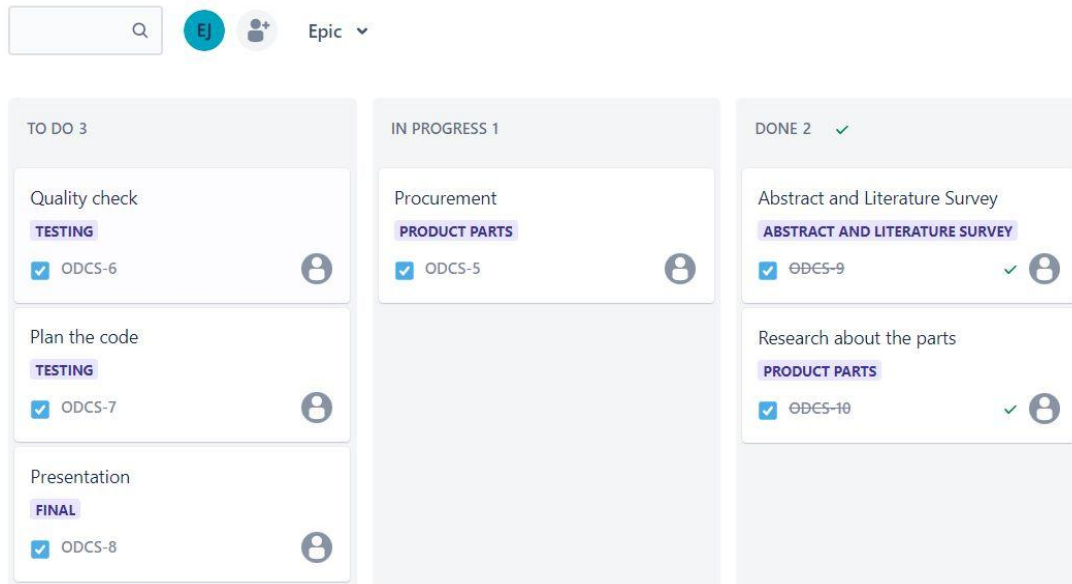 EJ
Epic
TO DO 3
Quality check
TESTING
ODCS-6
Plan the code
TESTING
ODCS-7
Presentation
FINAL
ODCS-8
IN PROGRESS 1
Procurement
PRODUCT PARTS
ODCS-5
DONE 2
Abstract and Literature Survey
ABSTRACT AND LITERATURE SURVEY
ODCS-9
Research about the parts
PRODUCT PARTS
ODCS-10